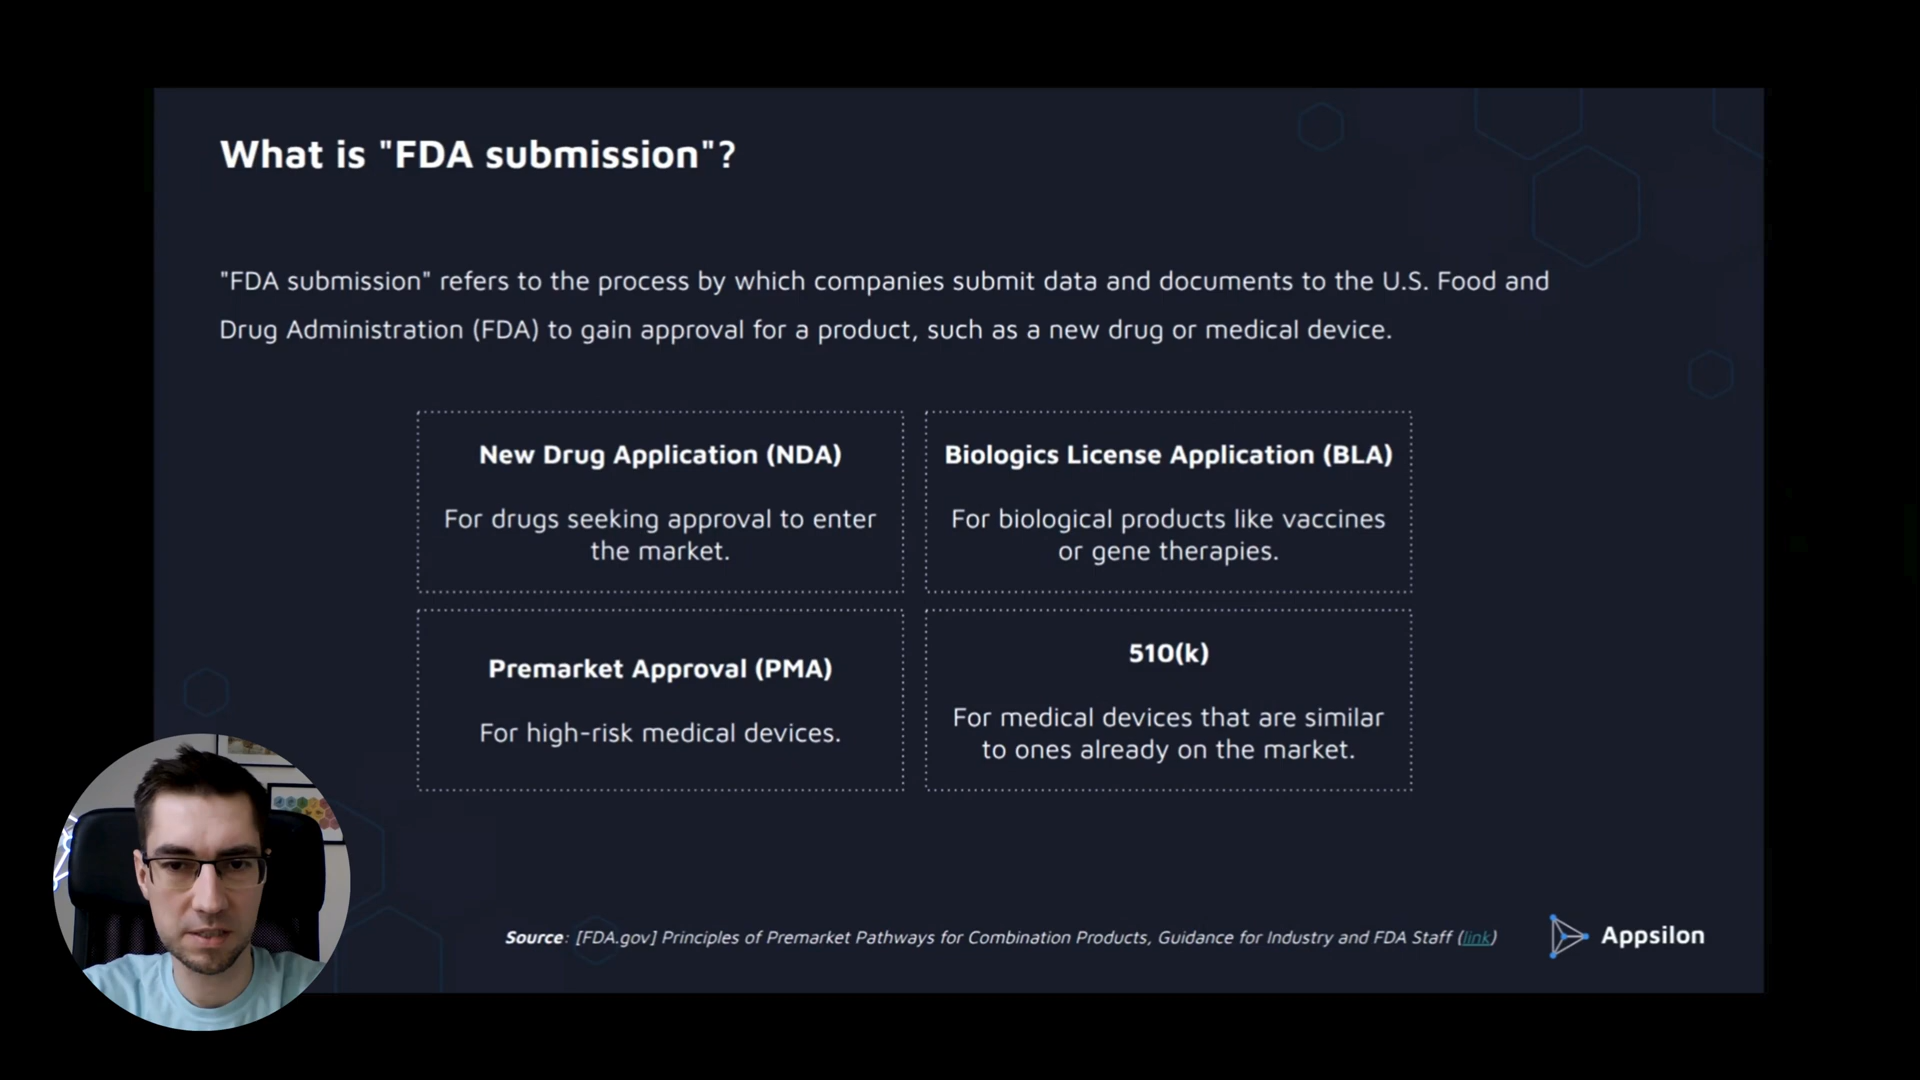 What is "FDA submission"?
"FDA submission" refers to the process by which companies submit data and documents to the U.S. Food and
Drug Administration (FDA) to gain approval for a product, such as a new drug or medical device.
New Drug Application (NDA)
For drugs seeking approval to enter
the market.
Biologics License Application (BLA)
For biological products like vaccines
or gene therapies.
Premarket Approval (PMA)
For high-risk medical devices.
510(k)
For medical devices that are similar
to ones already on the market.
Source: [FDA.gov] Principles of Premarket Pathways for Combination Products, Guidance for Industry and FDA Staff (link)
Appsilon